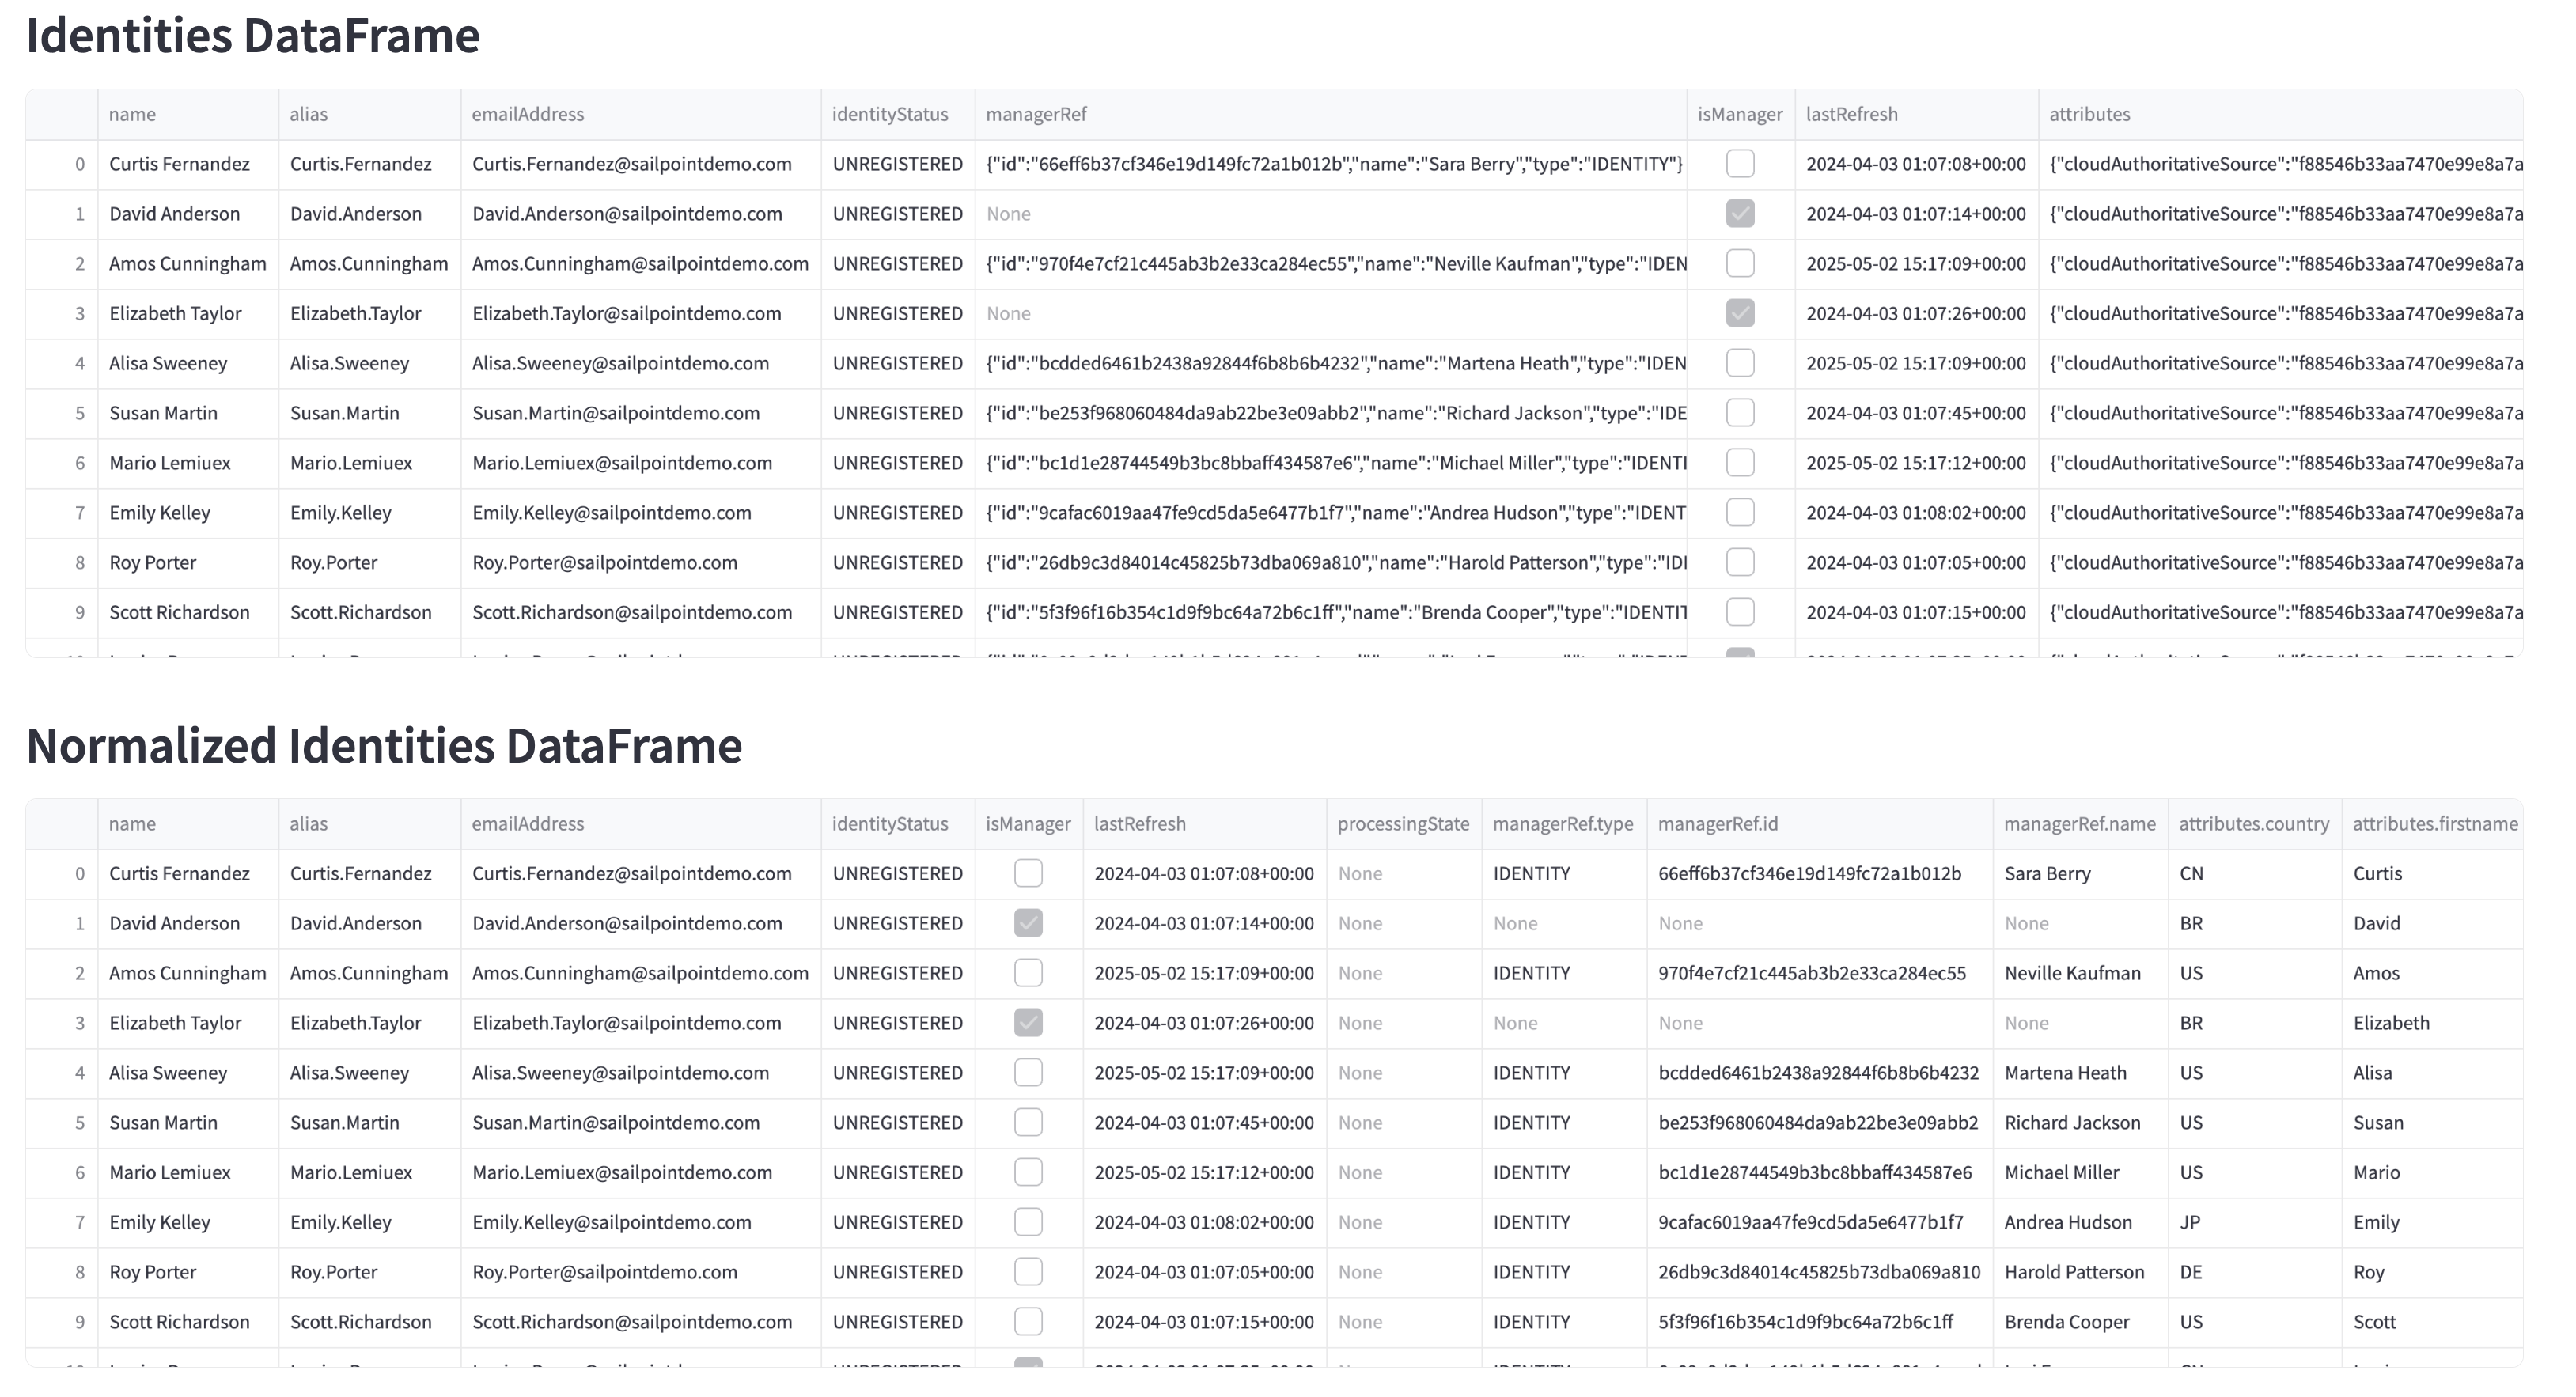 Identities DataFrame
name alias emailAddress identityStatus managerRef isManager lastRefresh attributes
0 Curtis Fernandez Curtis.Fernandez Curtis.Fernandez@sailpointdemo.com UNREGISTERED {"id":"66eff6b37cf346e19d149fc72a1b012b","name":"Sara Berry","type":"IDENTITY"} 2024-04-03 01:07:08+00:00 {"cloudAuthoritativeSource":"f88546b33aa7470e99e8a7a
1 David Anderson David.Anderson David.Anderson@sailpointdemo.com UNREGISTERED None 2024-04-03 01:07:14+00:00 {"cloudAuthoritativeSource":"f88546b33aa7470e99e8a7a
2 Amos Cunningham Amos.Cunningham Amos.Cunningham@sailpointdemo.com UNREGISTERED {"id":"970f4e7cf21c445ab3b2e33ca284ec55","name":"Neville Kaufman","type":"IDEN 2025-05-02 15:17:09+00:00 {"cloudAuthoritativeSource":"f88546b33aa7470e99e8a7a
3 Elizabeth Taylor Elizabeth.Taylor Elizabeth.Taylor@sailpointdemo.com UNREGISTERED None 2024-04-03 01:07:26+00:00 {"cloudAuthoritativeSource":"f88546b33aa7470e99e8a7a
4 Alisa Sweeney Alisa.Sweeney Alisa.Sweeney@sailpointdemo.com UNREGISTERED {"id":"bcdded6461b2438a92844f6b8b6b4232","name":"Martena Heath","type":"IDEN 2025-05-02 15:17:09+00:00 {"cloudAuthoritativeSource":"f88546b33aa7470e99e8a7a
5 Susan Martin Susan.Martin Susan.Martin@sailpointdemo.com UNREGISTERED {"id":"be253f968060484da9ab22be3e09abb2","name":"Richard Jackson","type":"IDE 2024-04-03 01:07:45+00:00 {"cloudAuthoritativeSource":"f88546b33aa7470e99e8a7a
6 Mario Lemiuex Mario.Lemiuex Mario.Lemiuex@sailpointdemo.com UNREGISTERED {"id":"bc1d1e28744549b3bc8bbaff434587e6","name":"Michael Miller","type":"IDENTI 2025-05-02 15:17:12+00:00 {"cloudAuthoritativeSource":"f88546b33aa7470e99e8a7a
7 Emily Kelley Emily.Kelley Emily.Kelley@sailpointdemo.com UNREGISTERED {"id":"9cafac6019aa47fe9cd5da5e6477b1f7","name":"Andrea Hudson","type":"IDENT 2024-04-03 01:08:02+00:00 {"cloudAuthoritativeSource":"f88546b33aa7470e99e8a7a
8 Roy Porter Roy.Porter Roy.Porter@sailpointdemo.com UNREGISTERED {"id":"26db9c3d84014c45825b73dba069a810","name":"Harold Patterson","type":"IDI 2024-04-03 01:07:05+00:00 {"cloudAuthoritativeSource":"f88546b33aa7470e99e8a7a
9 Scott Richardson Scott.Richardson Scott.Richardson@sailpointdemo.com UNREGISTERED {"id":"5f3f96f16b354c1d9f9bc64a72b6c1ff","name":"Brenda Cooper","type":"IDENTIT 2024-04-03 01:07:15+00:00 {"cloudAuthoritativeSource":"f88546b33aa7470e99e8a7a
Normalized Identities DataFrame
name alias emailAddress identityStatus isManager lastRefresh processingState managerRef.type managerRef.id managerRef.name attributes.country attributes.firstname
0 Curtis Fernandez Curtis.Fernandez Curtis.Fernandez@sailpointdemo.com UNREGISTERED 2024-04-03 01:07:08+00:00 None IDENTITY 66eff6b37cf346e19d149fc72a1b012b Sara Berry CN Curtis
1 David Anderson David.Anderson David.Anderson@sailpointdemo.com UNREGISTERED 2024-04-03 01:07:14+00:00 None None None None BR David
2 Amos Cunningham Amos.Cunningham Amos.Cunningham@sailpointdemo.com UNREGISTERED 2025-05-02 15:17:09+00:00 None IDENTITY 970f4e7cf21c445ab3b2e33ca284ec55 Neville Kaufman US Amos
3 Elizabeth Taylor Elizabeth.Taylor Elizabeth.Taylor@sailpointdemo.com UNREGISTERED 2024-04-03 01:07:26+00:00 None None None None BR Elizabeth
4 Alisa Sweeney Alisa.Sweeney Alisa.Sweeney@sailpointdemo.com UNREGISTERED 2025-05-02 15:17:09+00:00 None IDENTITY bcdded6461b2438a92844f6b8b6b4232 Martena Heath US Alisa
5 Susan Martin Susan.Martin Susan.Martin@sailpointdemo.com UNREGISTERED 2024-04-03 01:07:45+00:00 None IDENTITY be253f968060484da9ab22be3e09abb2 Richard Jackson US Susan
6 Mario Lemiuex Mario.Lemiuex Mario.Lemiuex@sailpointdemo.com UNREGISTERED 2025-05-02 15:17:12+00:00 None IDENTITY bc1d1e28744549b3bc8bbaff434587e6 Michael Miller US Mario
7 Emily Kelley Emily.Kelley Emily.Kelley@sailpointdemo.com UNREGISTERED 2024-04-03 01:08:02+00:00 None IDENTITY 9cafac6019aa47fe9cd5da5e6477b1f7 Andrea Hudson JP Emily
8 Roy Porter Roy.Porter Roy.Porter@sailpointdemo.com UNREGISTERED 2024-04-03 01:07:05+00:00 None IDENTITY 26db9c3d84014c45825b73dba069a810 Harold Patterson DE Roy
9 Scott Richardson Scott.Richardson Scott.Richardson@sailpointdemo.com UNREGISTERED 2024-04-03 01:07:15+00:00 None IDENTITY 5f3f96f16b354c1d9f9bc64a72b6c1ff Brenda Cooper US Scott